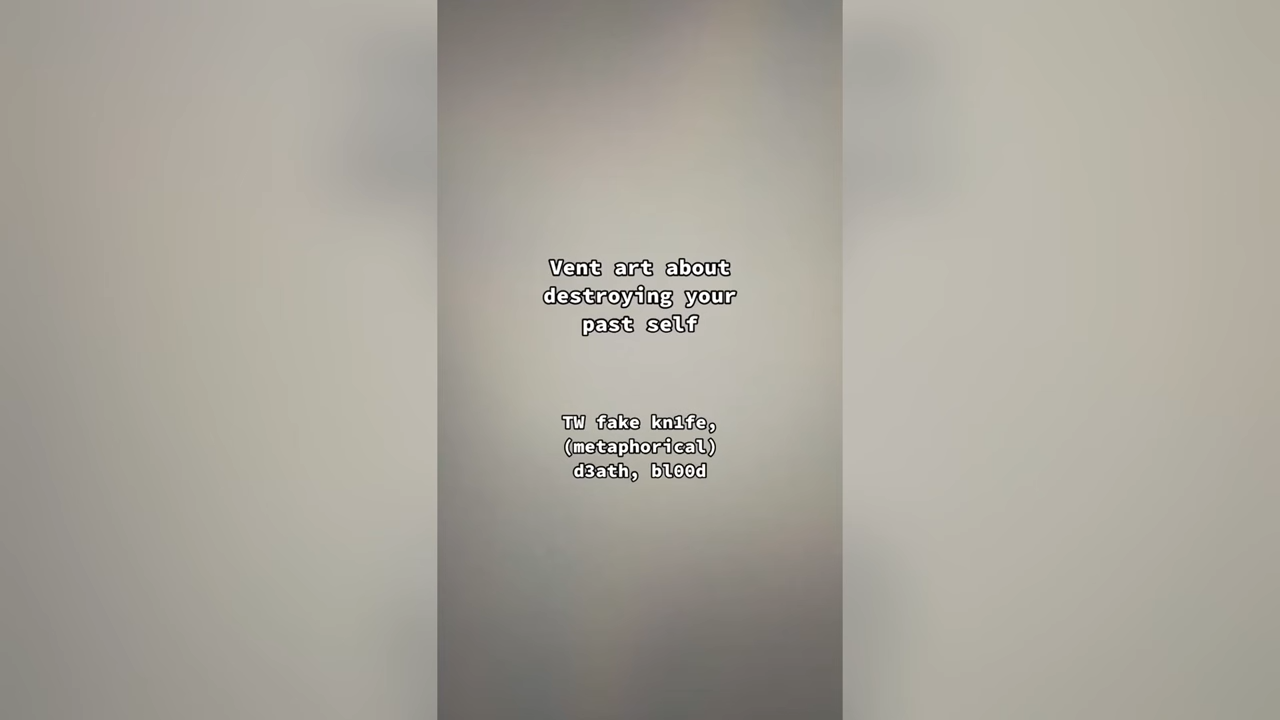 Vent art about
destroying your
past self
TW fake kn1fe,
(metaphorical)
d3ath, bl00d